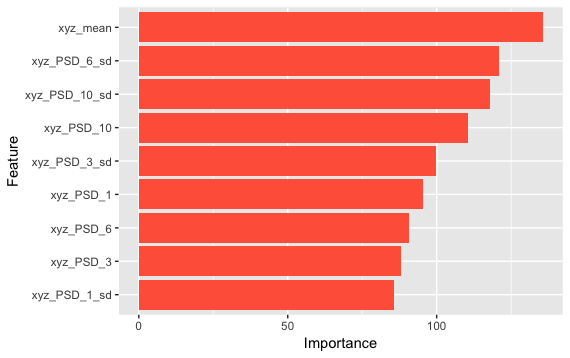 Feature
xyz_mean
xyz_PSD_6_sd
xyz_PSD_10_sd
xyz_PSD_10
xyz_PSD_3_sd
xyz_PSD_1
xyz_PSD_6
xyz_PSD_3
xyz_PSD_1_sd
0 50 100
Importance